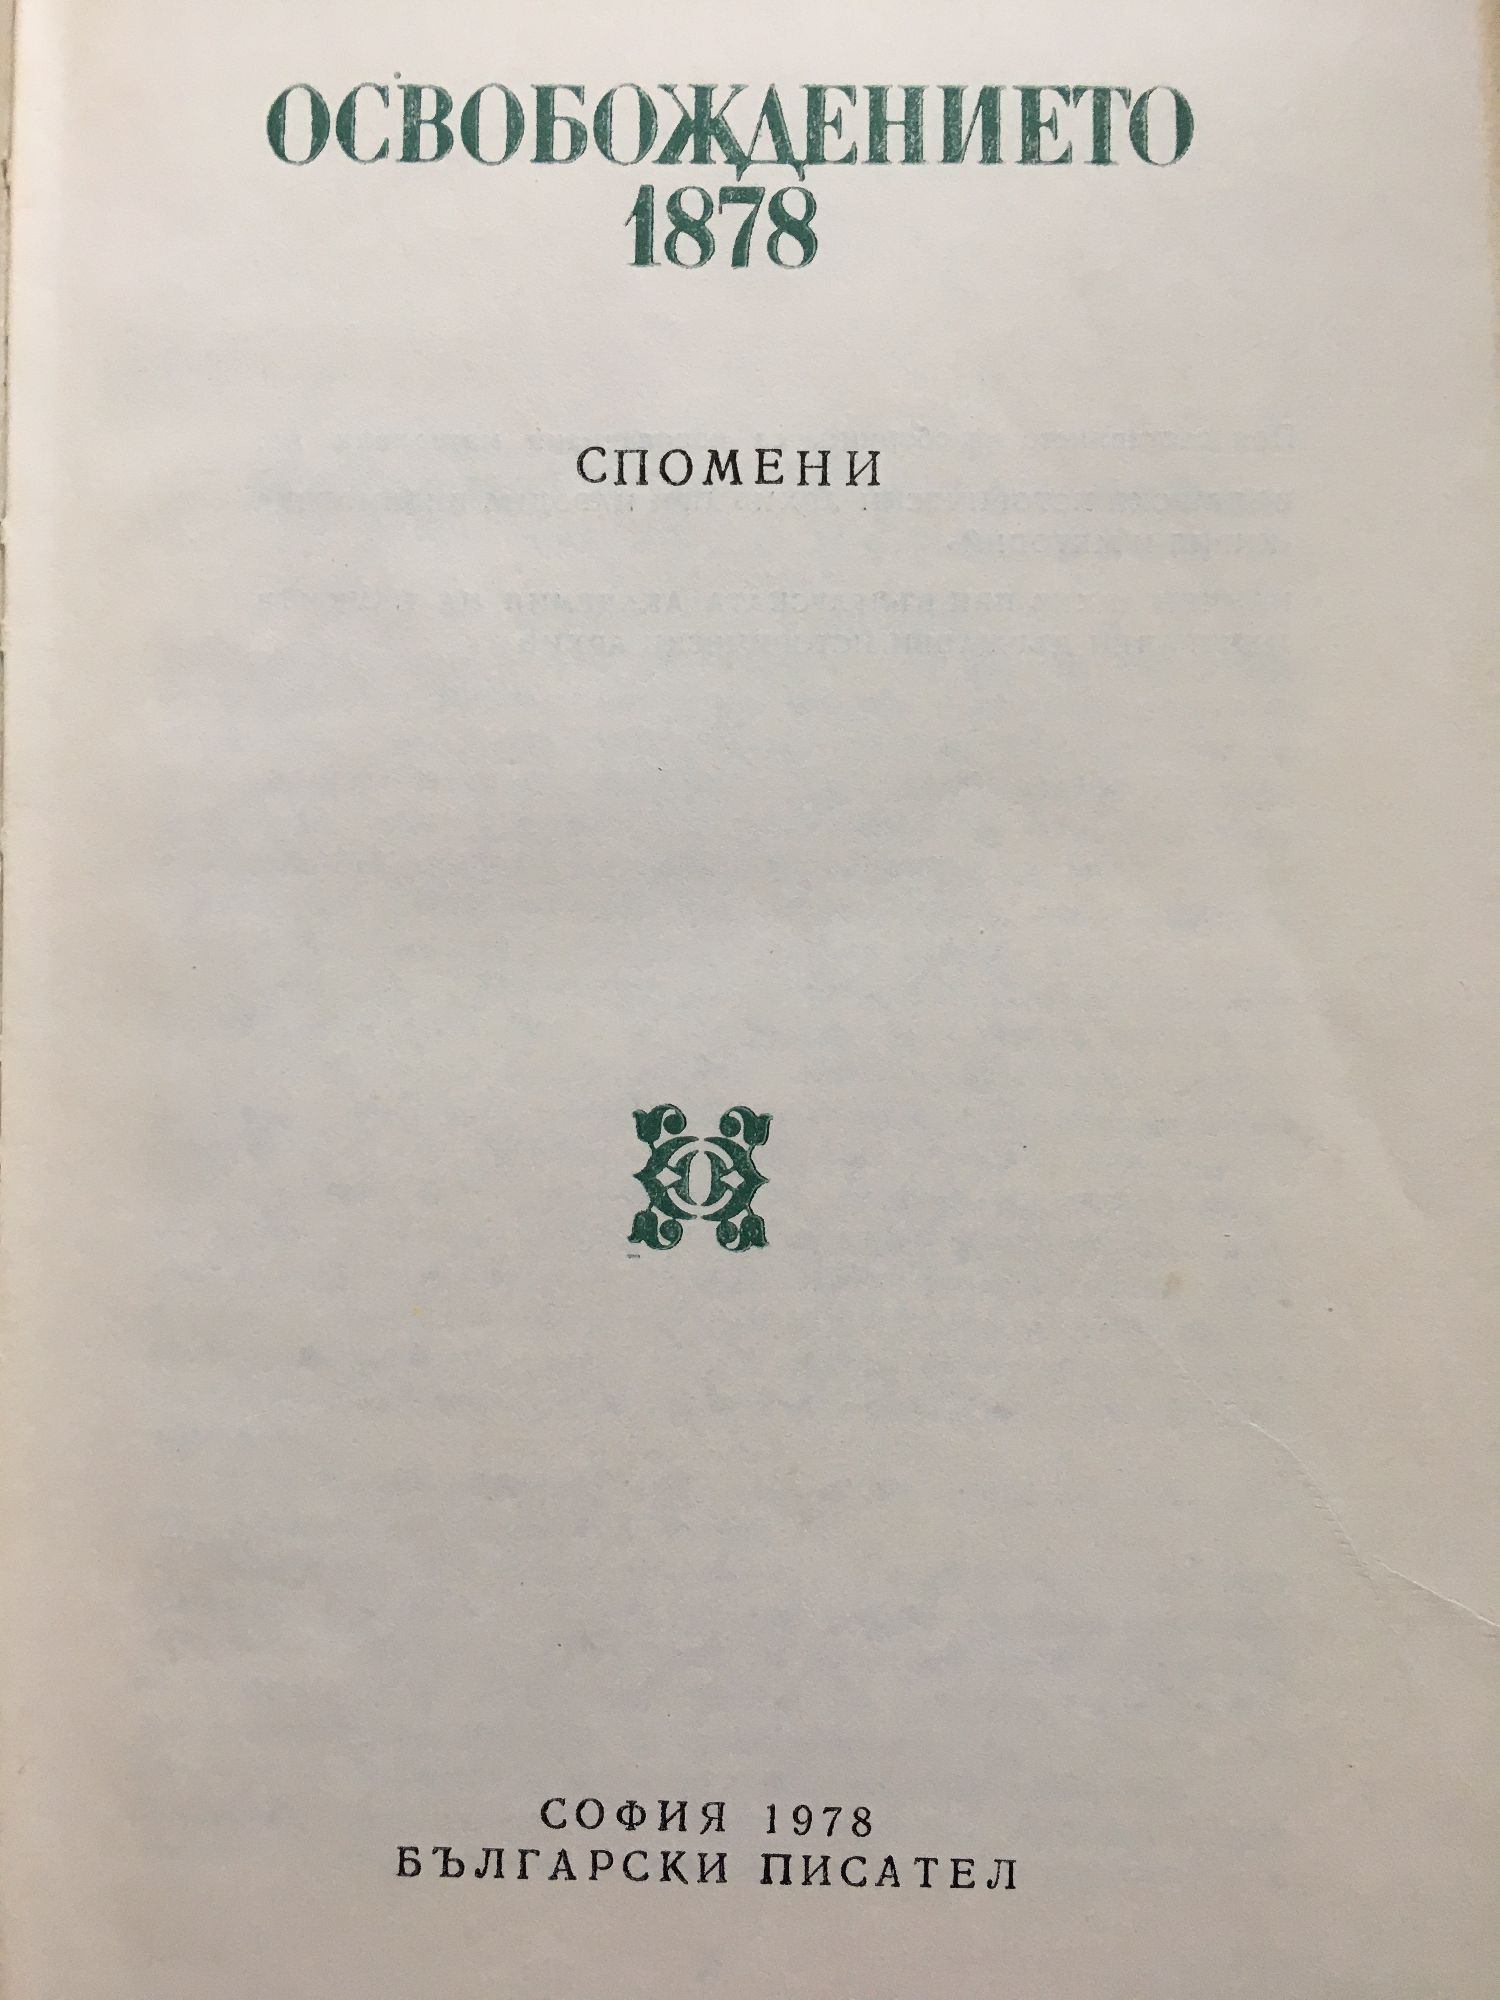 ОСВОБОЖДЕНИЕТО
1878
СПОМЕНИ
СОФИЯ 1978
БЪЛГАРСКИ ПИСАТЕЛ